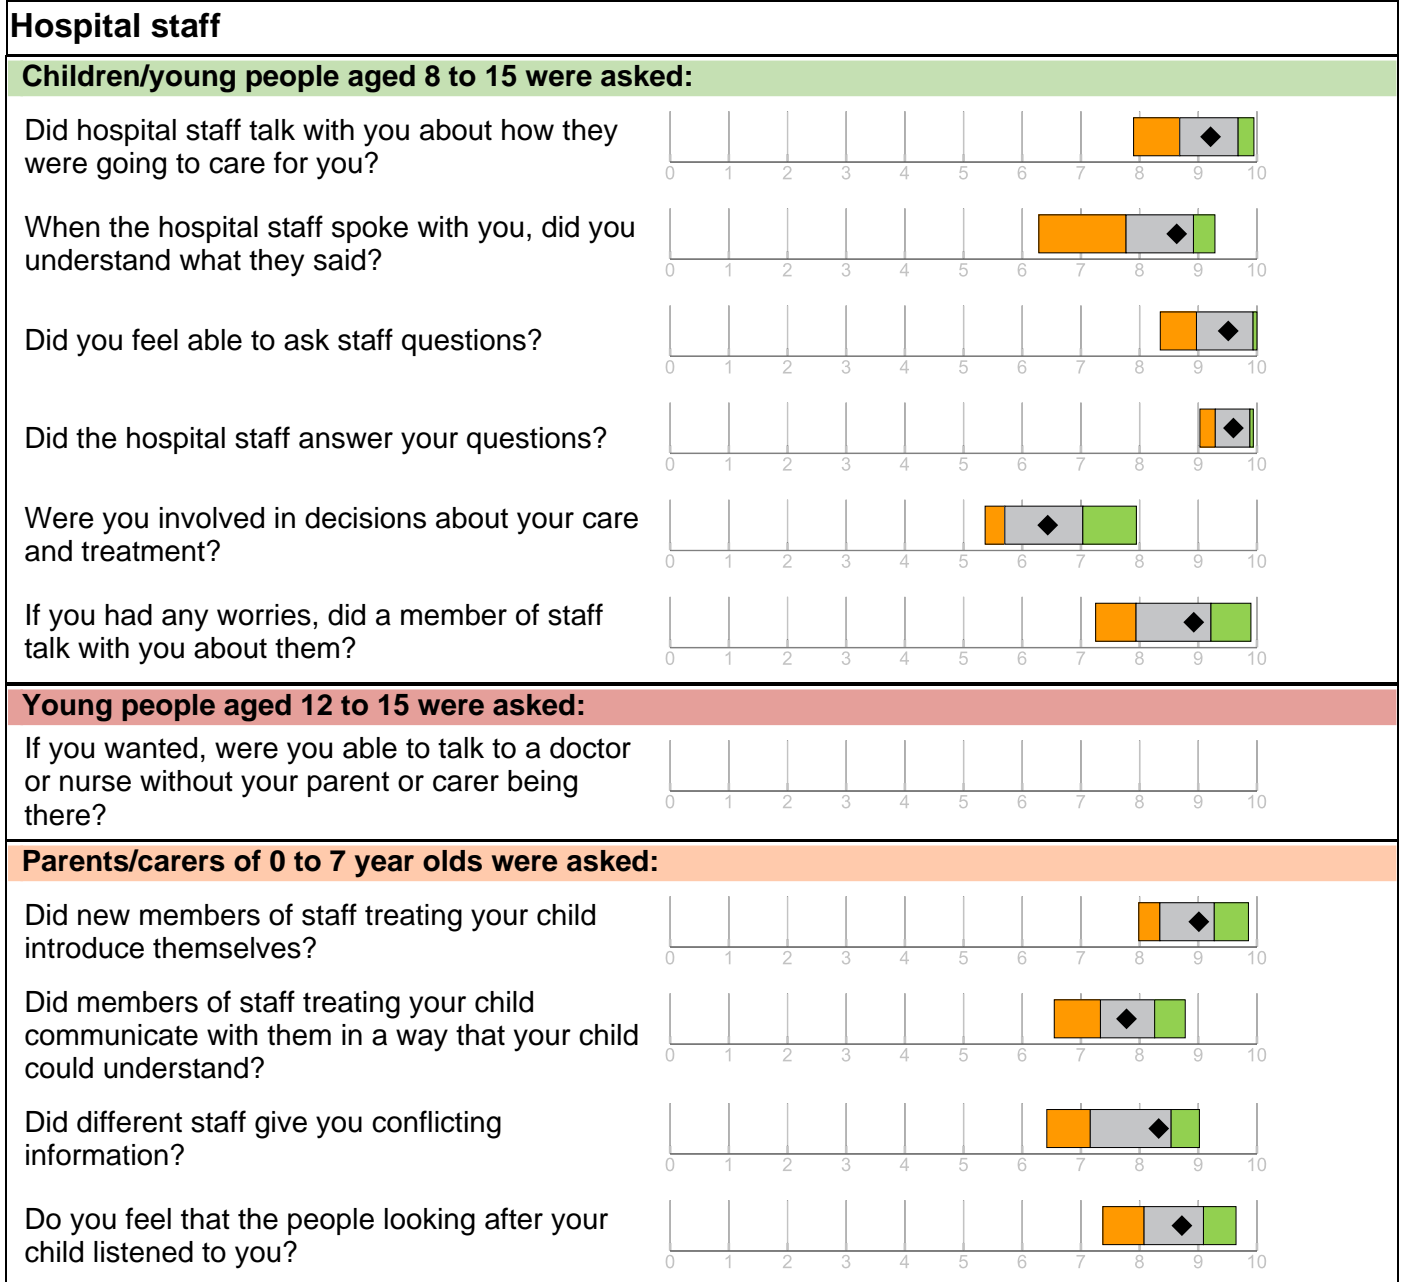 Hospital staff
Children/young people aged 8 to 15 were asked:
Did hospital staff talk with you about how they
were going to care for you?
0 1 2 3 4 5 6 7 8 9 10
When the hospital staff spoke with you, did you
understand what they said?
0 1 2 3 4 5 6 7 8 9 10
Did you feel able to ask staff questions?
0 1 2 3 4 5 6 7 8 9 10
Did the hospital staff answer your questions?
0 1 2 3 4 5 6 7 8 9 10
Were you involved in decisions about your care
and treatment?
0 1 2 3 4 5 6 7 8 9 10
If you had any worries, did a member of staff
talk with you about them?
0 1 2 3 4 5 6 7 8 9 10
Young people aged 12 to 15 were asked:
If you wanted, were you able to talk to a doctor
or nurse without your parent or carer being
there?
0 1 2 3 4 5 6 7 8 9 10
Parents/carers of 0 to 7 year olds were asked:
Did new members of staff treating your child
introduce themselves?
0 1 2 3 4 5 6 7 8 9 10
Did members of staff treating your child
communicate with them in a way that your child
could understand?
0 1 2 3 4 5 6 7 8 9 10
Did different staff give you conflicting
information?
0 1 2 3 4 5 6 7 8 9 10
Do you feel that the people looking after your
child listened to you?
0 1 2 3 4 5 6 7 8 9 10